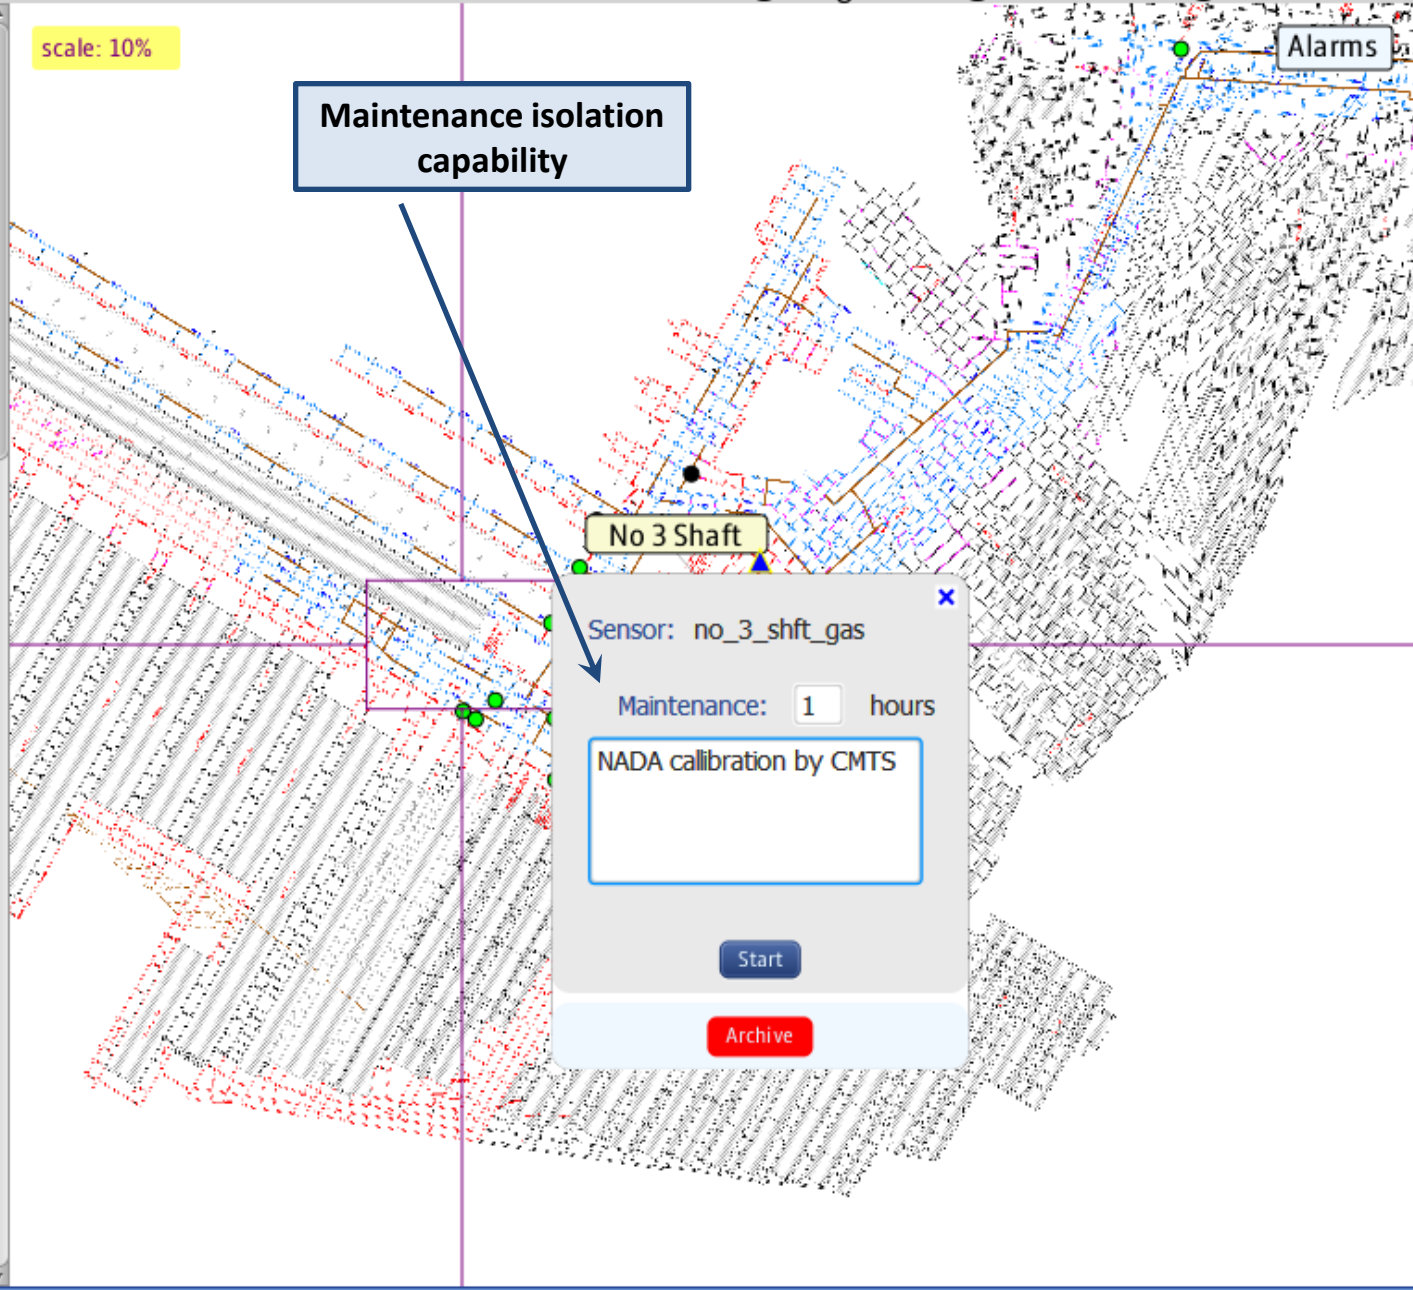 scale: 10%
Alarms
Maintenance isolation
capability
No 3 Shaft
Sensor: no_3_shft_gas
Maintenance: 1 hours
NADA callibration by CMTS
Start
Archive